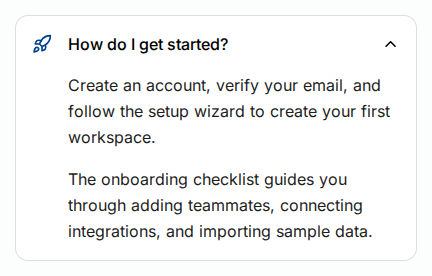 How do I get started?
Create an account, verify your email, and
follow the setup wizard to create your first
workspace.
The onboarding checklist guides you
through adding teammates, connecting
integrations, and importing sample data.